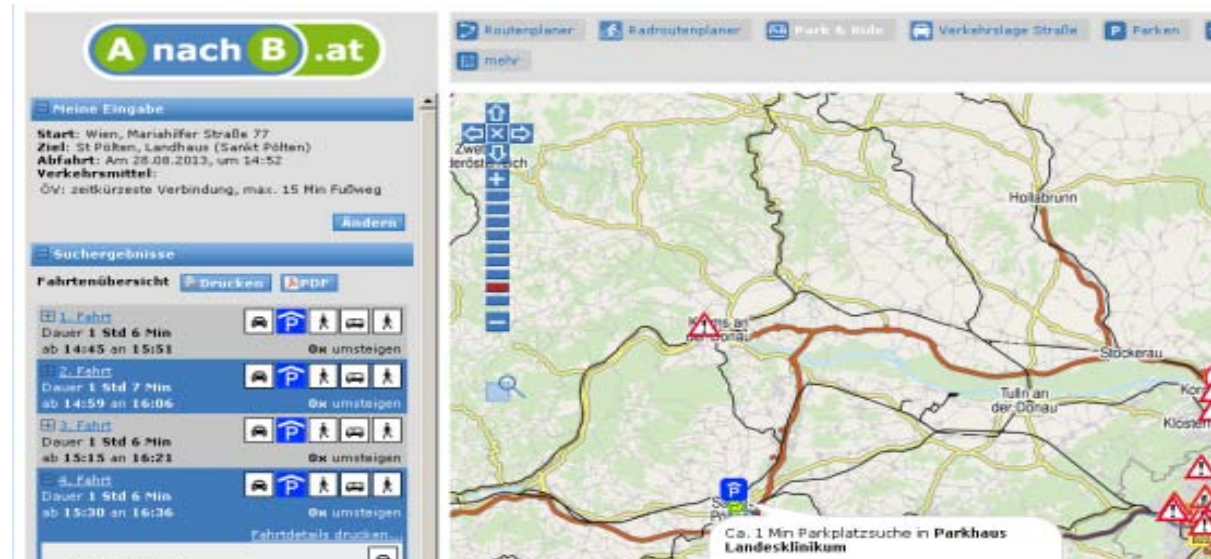 A nach B .at
Routenplaner
Radroutenplaner
Park & Ride
Verkehrslage Straße
P Parken
mehr
Meine Eingabe
Start: Wien, Mariahilfer Straße 77
Ziel: St Pölten, Landhaus (Sankt Pölten)
Abfahrt: Am 28.08.2013, um 14:52
Verkehrsmittel:
ÖV: zeitkürzeste Verbindung, max. 15 Min Fußweg
Ändern
Suchergebnisse
Fahrtenübersicht Drucken PDF
1. Fahrt
Dauer 1 Std 6 Min
ab 14:45 an 15:51 0x umsteigen
2. Fahrt
Dauer 1 Std 7 Min
ab 14:59 an 16:06 0x umsteigen
3. Fahrt
Dauer 1 Std 6 Min
ab 15:15 an 16:21 0x umsteigen
4. Fahrt
Dauer 1 Std 6 Min
ab 15:30 an 16:36 0x umsteigen
Fahrtdetails drucken...
Hollabrunn
der Donau
Stockerau
Tulln an
der Donau
P
Ca. 1 Min Parkplatzsuche in Parkhaus
Landesklinikum